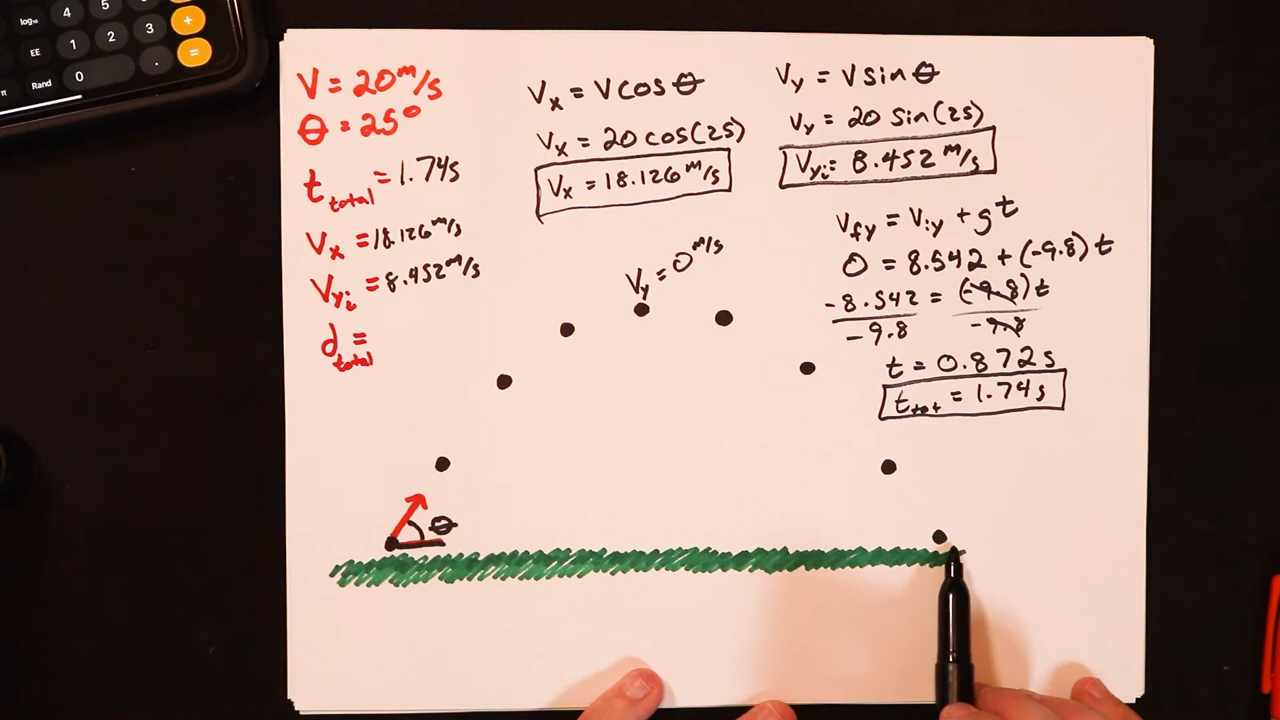 log₁₀ 4 5
EE 1 2 3 +
π Rand 0 . =
V = 20 m/s
θ = 25°
t total = 1.74s
Vx = 18.126 m/s
Vyi = 8.452 m/s
d total =
Vx = V cos θ
Vx = 20 cos(25)
Vx = 18.126 m/s
Vy = V sin θ
Vy = 20 sin(25)
Vyi = 8.452 m/s
Vfy = Viy + gt
0 = 8.542 + (-9.8) t
-8.542 = (-9.8) t
-9.8 -9.8
t = 0.872 s
t tot = 1.74 s
Vy = 0 m/s
θ